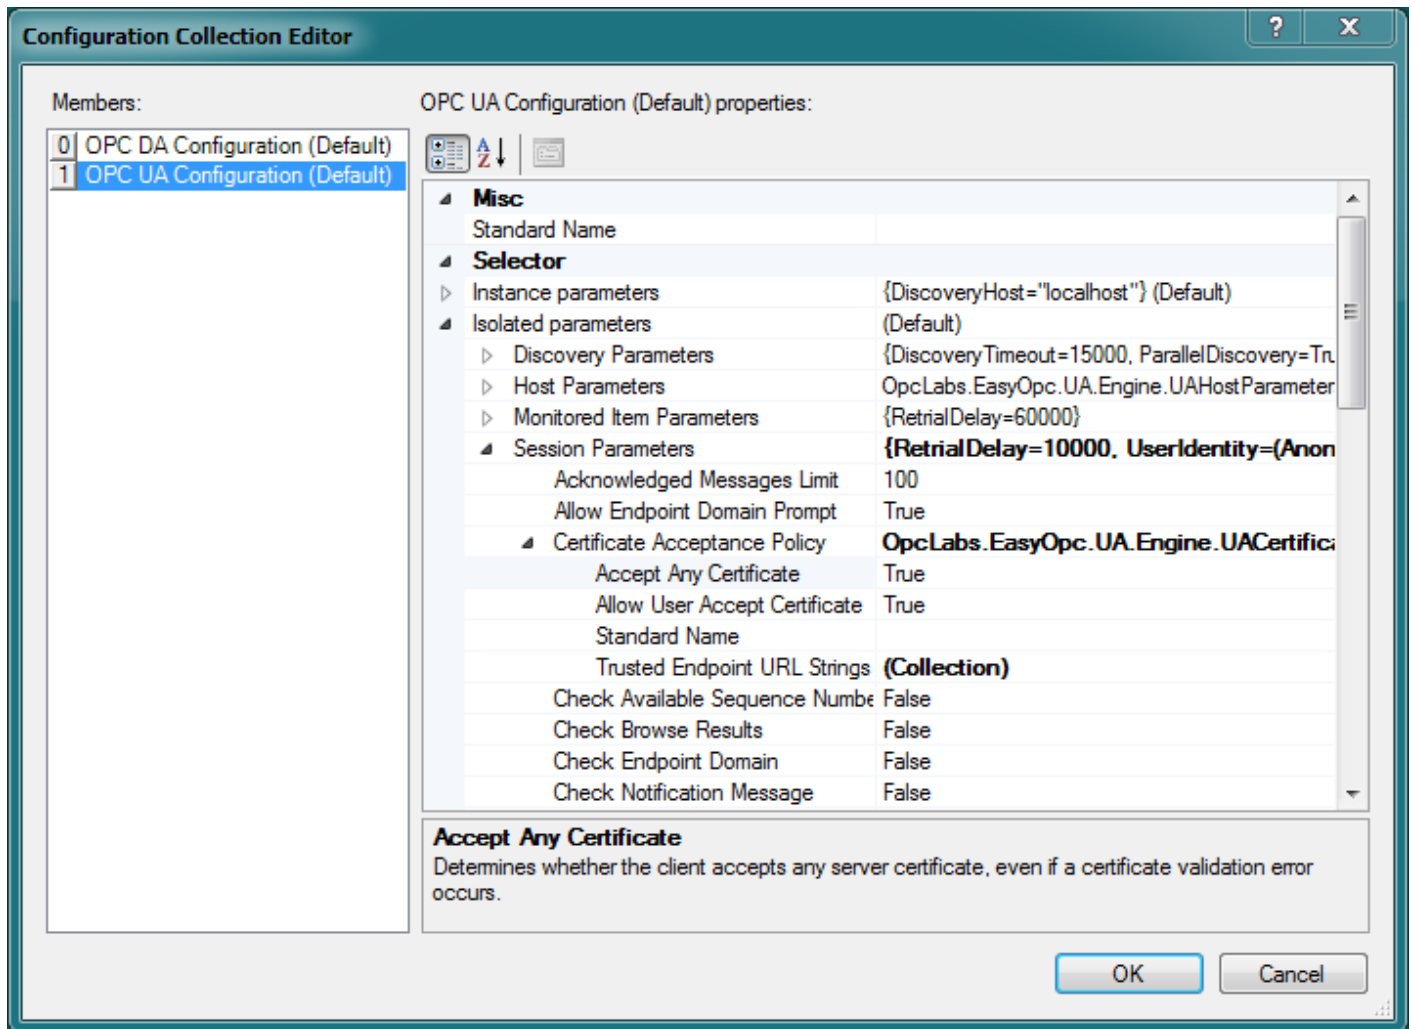 Configuration Collection Editor
?
X
Members:
OPC UA Configuration (Default) properties:
0 OPC DA Configuration (Default)
1 OPC UA Configuration (Default)
A
Z
Misc
Standard Name
Selector
Instance parameters {DiscoveryHost="localhost"} (Default)
Isolated parameters (Default)
Discovery Parameters {DiscoveryTimeout=15000, ParallelDiscovery=Tru
Host Parameters OpcLabs.EasyOpc.UA.Engine.UAHostParameter
Monitored Item Parameters {RetrialDelay=60000}
Session Parameters {RetrialDelay=10000, UserIdentity=(Anon
Acknowledged Messages Limit 100
Allow Endpoint Domain Prompt True
Certificate Acceptance Policy OpcLabs.EasyOpc.UA.Engine.UACertifica
Accept Any Certificate True
Allow User Accept Certificate True
Standard Name
Trusted Endpoint URL Strings (Collection)
Check Available Sequence Numbe False
Check Browse Results False
Check Endpoint Domain False
Check Notification Message False
Accept Any Certificate
Determines whether the client accepts any server certificate, even if a certificate validation error
occurs.
OK
Cancel